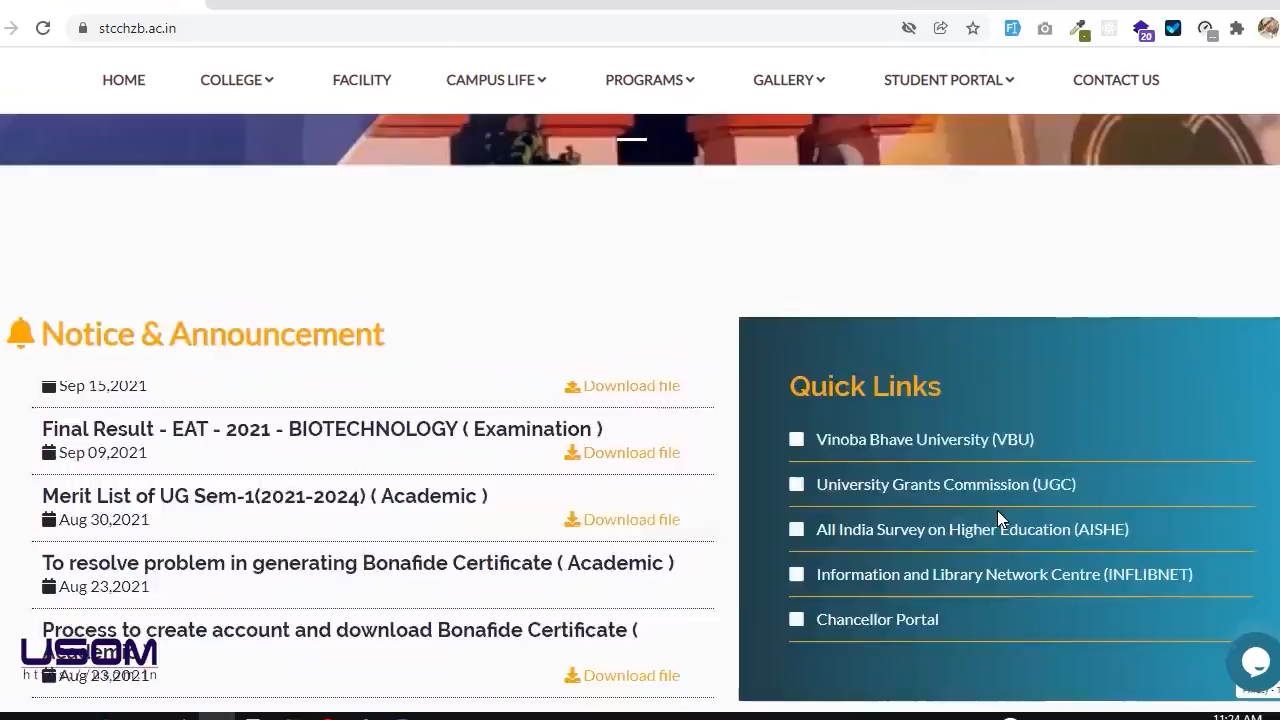 stcchzb.ac.in
20
HOME COLLEGE FACILITY CAMPUS LIFE PROGRAMS GALLERY STUDENT PORTAL CONTACT US
Notice & Announcement
Sep 15,2021 Download file
Final Result - EAT - 2021 - BIOTECHNOLOGY ( Examination )
Sep 09,2021 Download file
Merit List of UG Sem-1(2021-2024) ( Academic )
Aug 30,2021 Download file
To resolve problem in generating Bonafide Certificate ( Academic )
Aug 23,2021
Process to create account and download Bonafide Certificate (
USOM
Aug 23,2021 Download file
Quick Links
Vinoba Bhave University (VBU)
University Grants Commission (UGC)
All India Survey on Higher Education (AISHE)
Information and Library Network Centre (INFLIBNET)
Chancellor Portal
11:24 AM